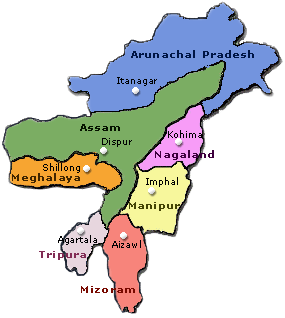 Arunachal Pradesh
Itanagar
Assam
Dispur
Kohima
Nagaland
Shillong
Meghalaya
Imphal
Manipur
Agartala
Aizawl
Tripura
Mizoram